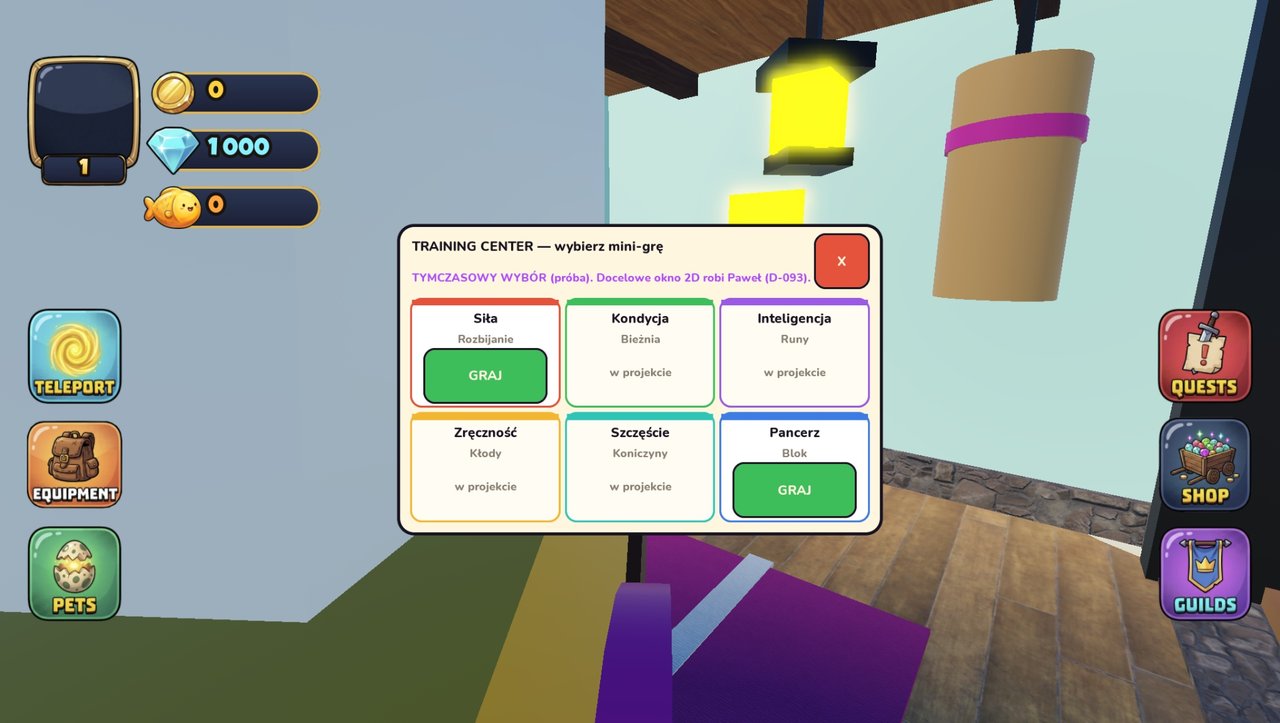 0
1000
1
0
TRAINING CENTER — wybierz mini-grę
X
TYMCZASOWY WYBÓR (próba). Docelowe okno 2D robi Paweł (D-093).
Siła
Rozbijanie
GRAJ
Kondycja
Bieżnia
w projekcie
Inteligencja
Runy
w projekcie
Zręczność
Kłody
w projekcie
Szczęście
Koniczyny
w projekcie
Pancerz
Blok
GRAJ
TELEPORT
EQUIPMENT
PETS
QUESTS
SHOP
GUILDS